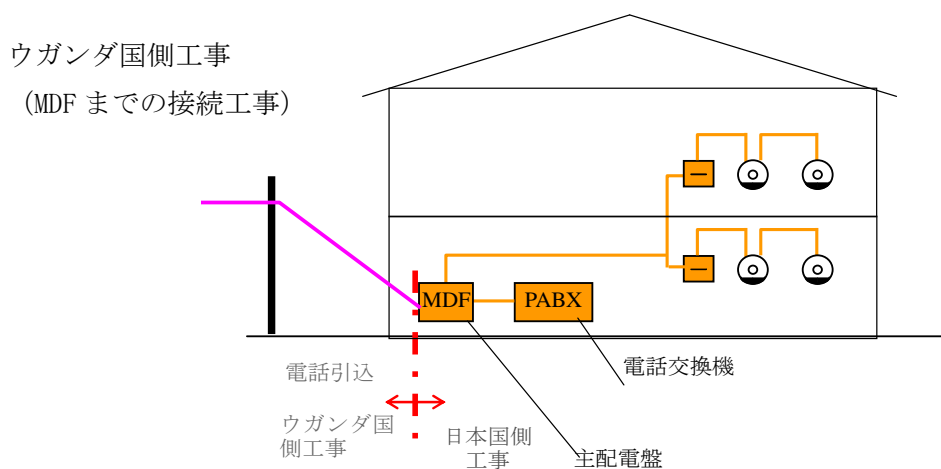 ウガンダ国側工事
(MDF までの接続工事)
MDF
PABX
電話引込
電話交換機
ウガンダ国
側工事
日本国側
工事
主配電盤